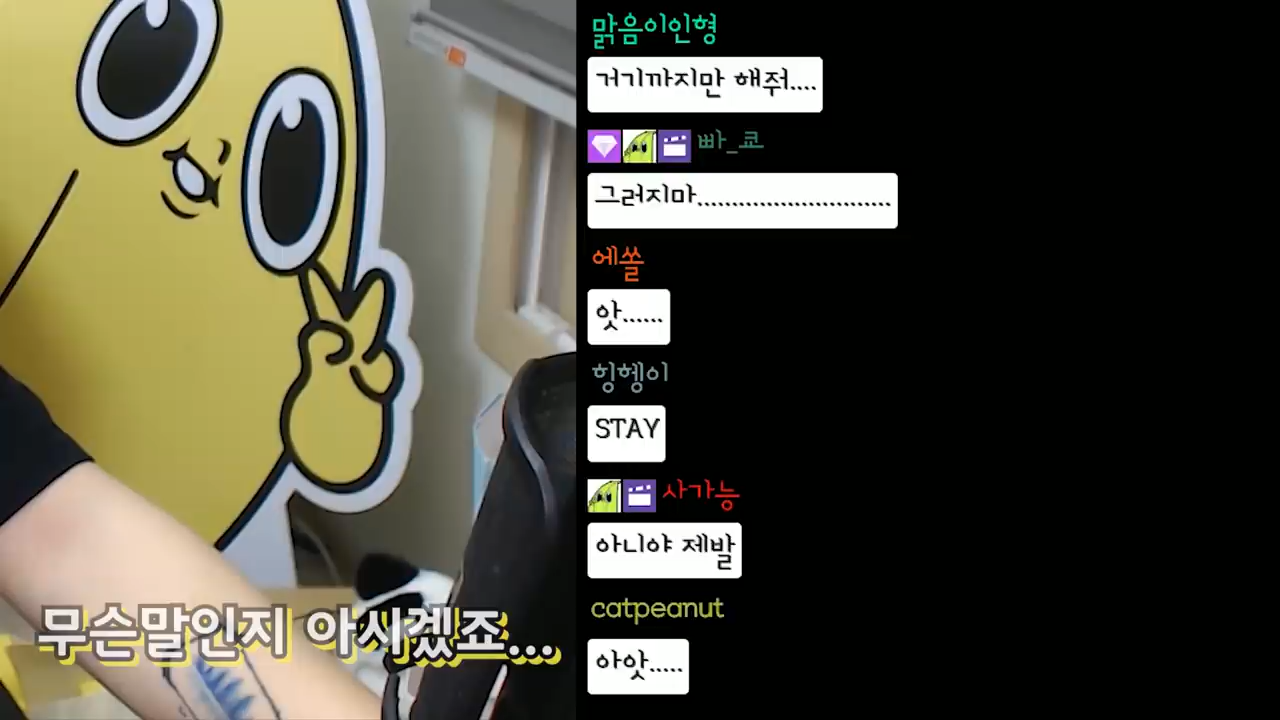 맑음이인형
거기까지만 해줘....
빠_쿄
그러지마............................
에쏠
앗......
힝헹이
STAY
사가능
아니야 제발
catpeanut
아앗.....
무슨말인지 아시겠죠...